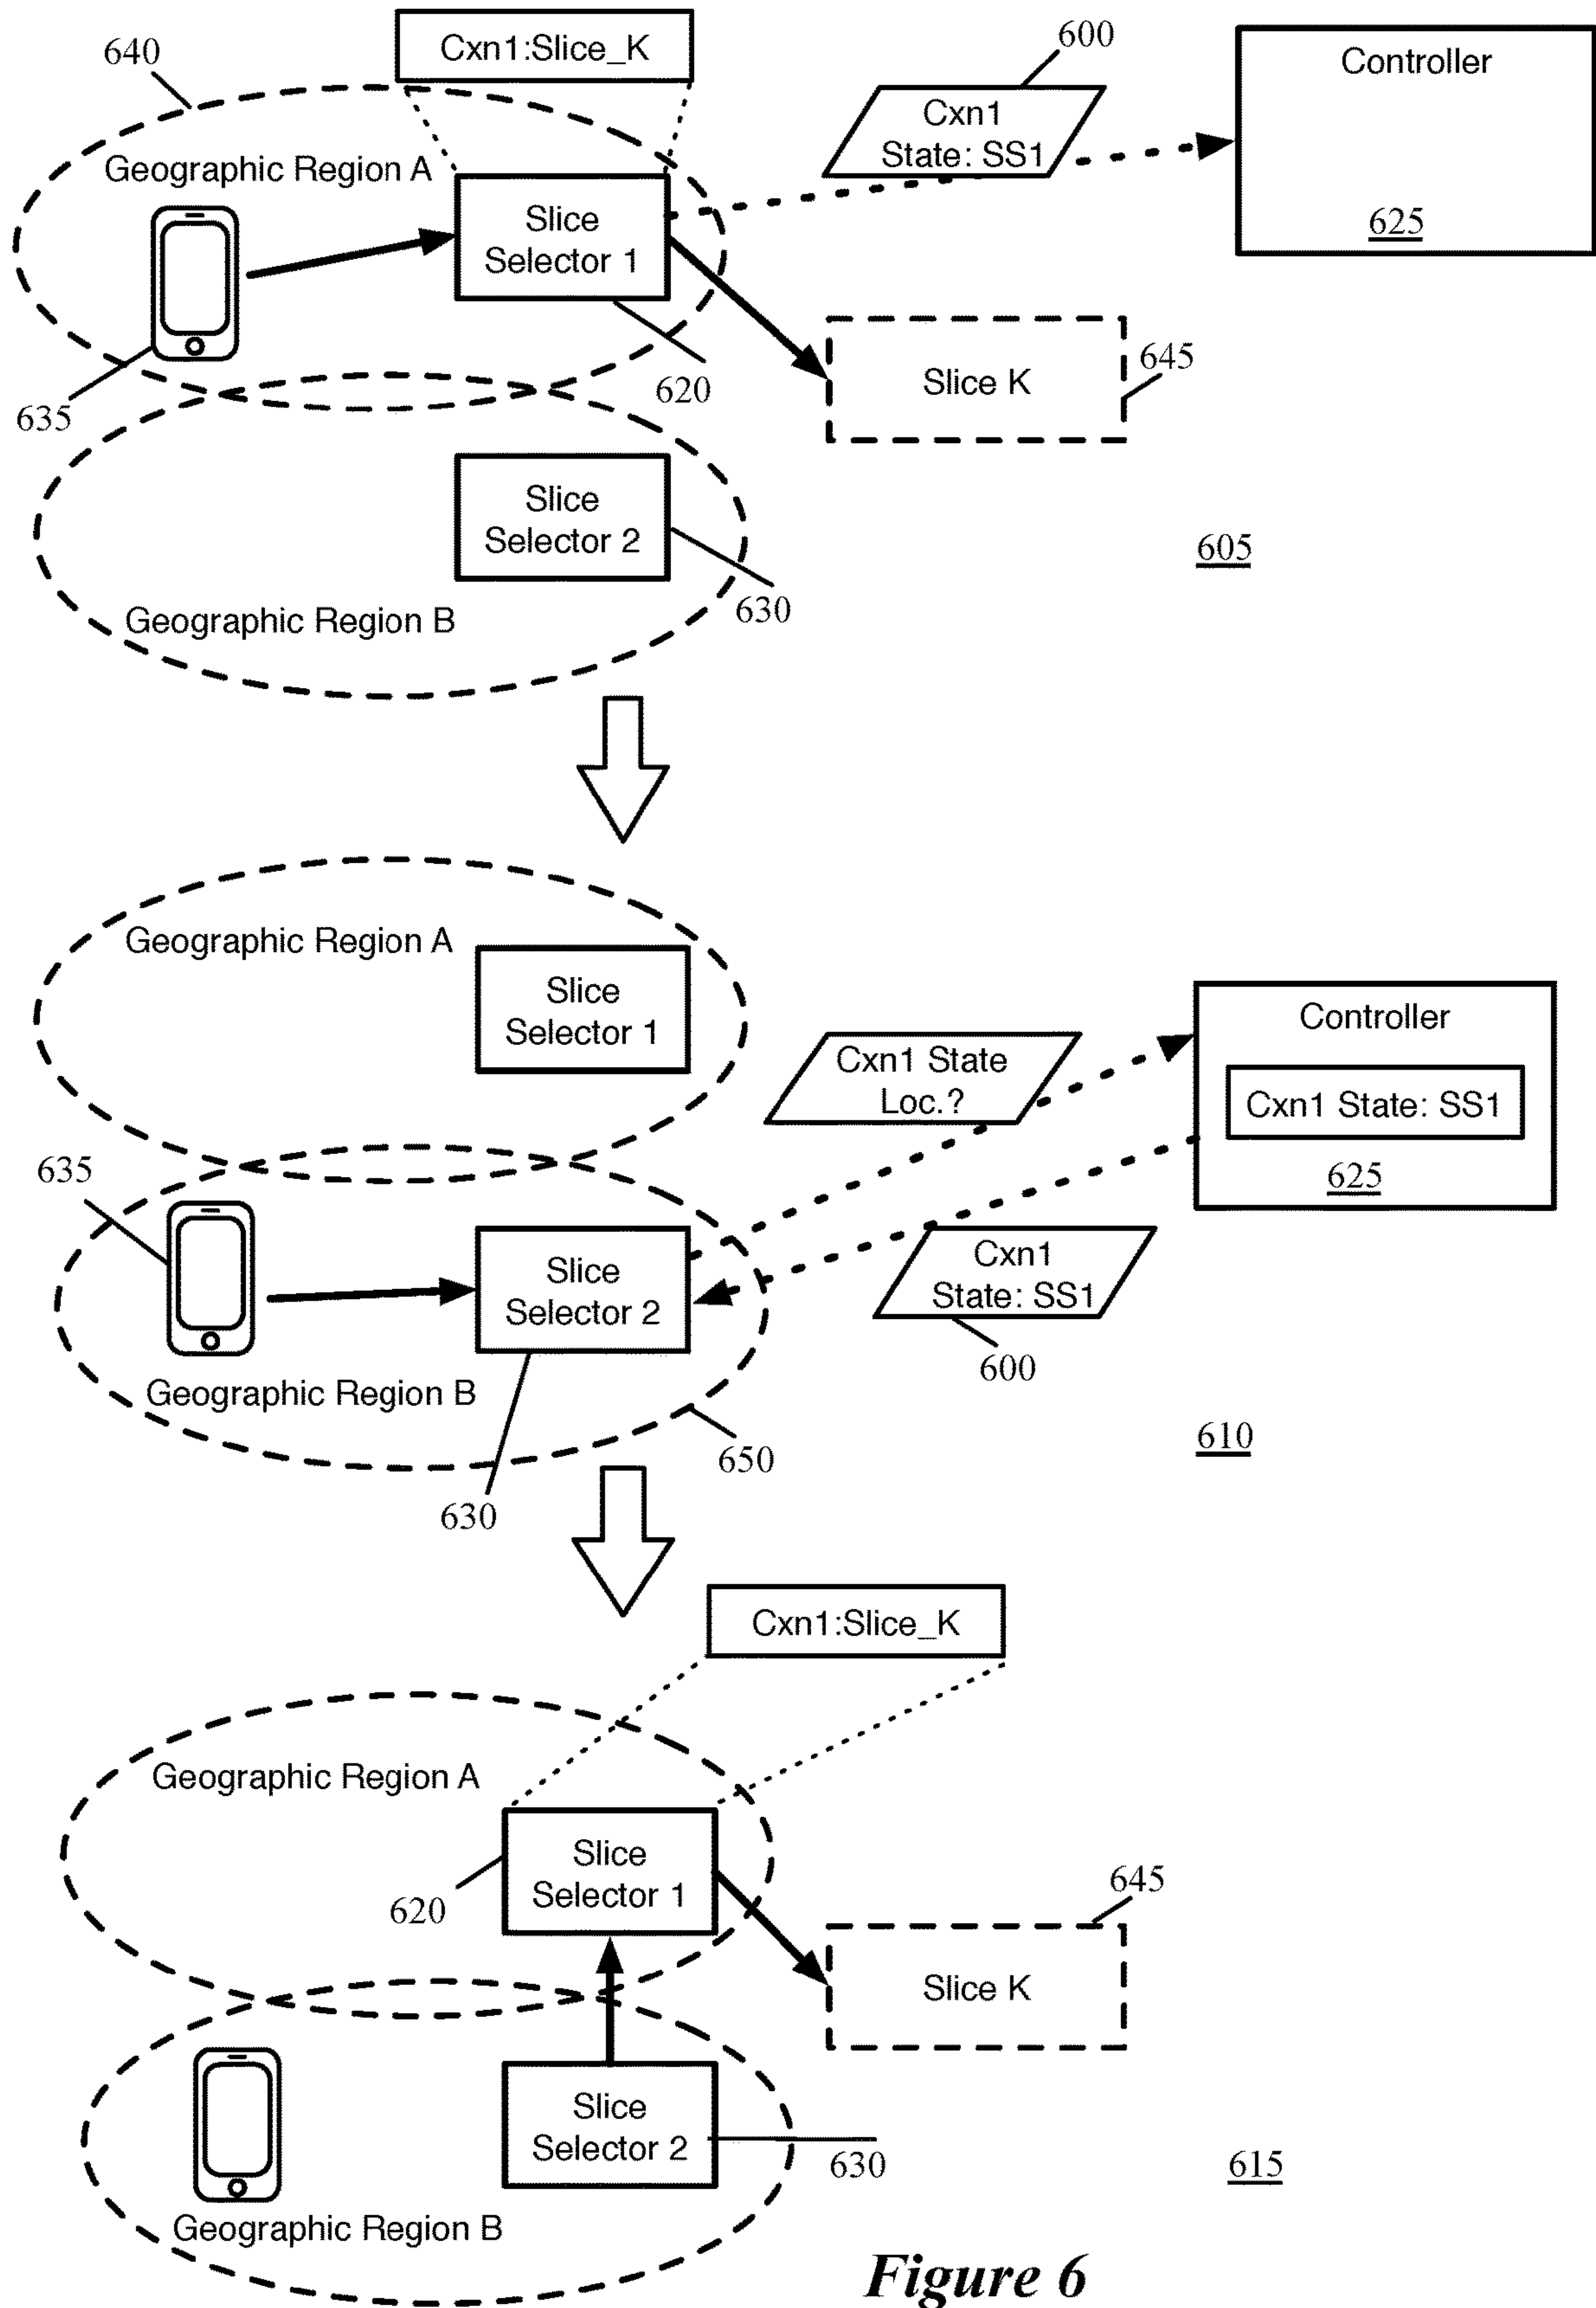 640
Cxn1:Slice_K
600
Cxn1
State: SS1
Controller
625
Geographic Region A
Slice
Selector 1
635
620
Slice K
645
Slice
Selector 2
630
Geographic Region B
605
Geographic Region A
Slice
Selector 1
Cxn1 State
Loc.?
Controller
Cxn1 State: SS1
625
635
Slice
Selector 2
Cxn1
State: SS1
600
Geographic Region B
650
630
610
Cxn1:Slice_K
Geographic Region A
Slice
Selector 1
620
645
Slice K
Slice
Selector 2
630
Geographic Region B
615
Figure 6